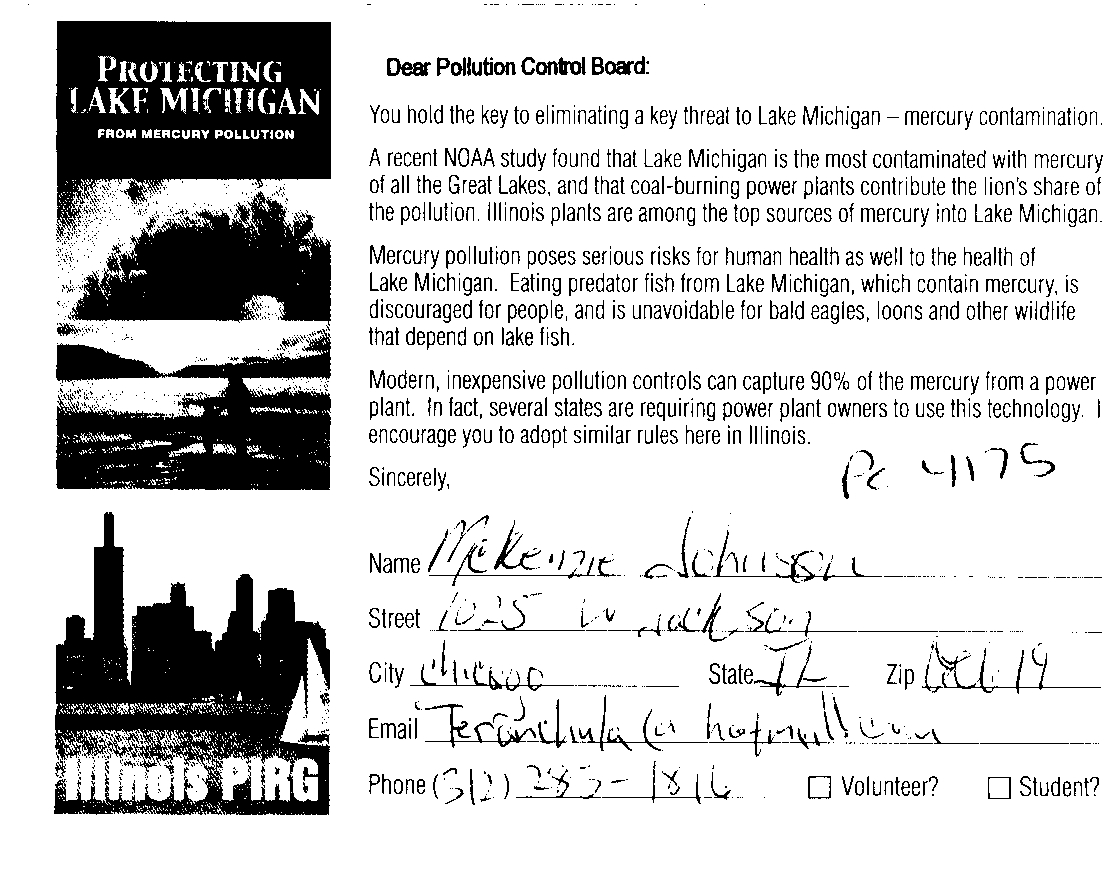 PROTECTING
LAKE MICHIGAN
FROM MERCURY POLLUTION
Illinois PIRG
Dear Pollution Control Board:
You hold the key to eliminating a key threat to Lake Michigan – mercury contamination.
A recent NOAA study found that Lake Michigan is the most contaminated with mercury
of all the Great Lakes, and that coal-burning power plants contribute the lion's share of
the pollution. Illinois plants are among the top sources of mercury into Lake Michigan.
Mercury pollution poses serious risks for human health as well to the health of
Lake Michigan. Eating predator fish from Lake Michigan, which contain mercury, is
discouraged for people, and is unavoidable for bald eagles, loons and other wildlife
that depend on lake fish.
Modern, inexpensive pollution controls can capture 90% of the mercury from a power
plant. In fact, several states are requiring power plant owners to use this technology. I
encourage you to adopt similar rules here in Illinois.
Sincerely,
PC 4175
Name McKenzie Johnson
Street 1025 W Jackson
City Chicago State IL Zip
Email
Phone (312) 285-1816 Volunteer? Student?